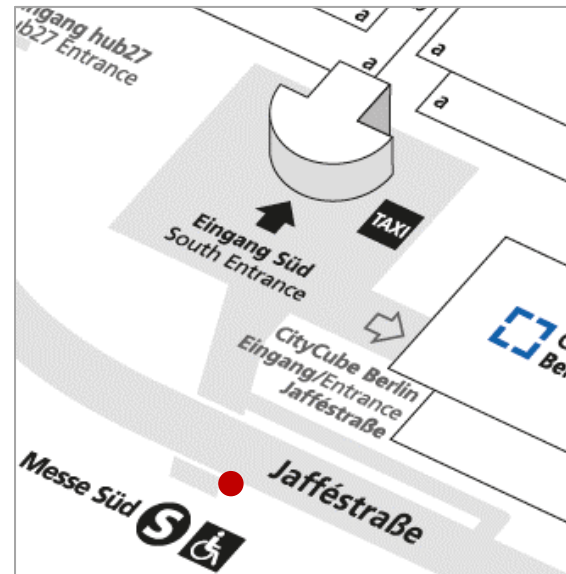 Eingang hub27
hub27 Entrance
a
a
a
a
TAXI
Eingang Süd
South Entrance
CityCube Berlin
Eingang/Entrance
Jafféstraße
Jafféstraße
Messe Süd
S